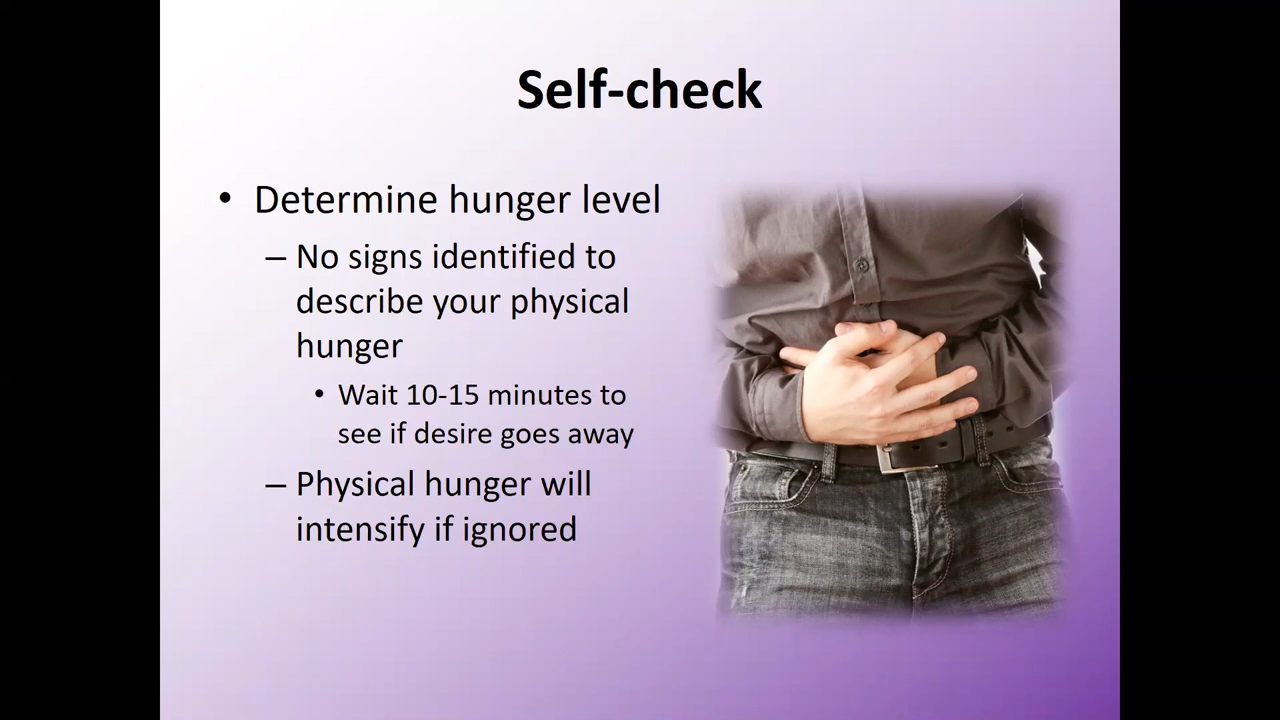 Self-check
• Determine hunger level
– No signs identified to
describe your physical
hunger
• Wait 10-15 minutes to
see if desire goes away
– Physical hunger will
intensify if ignored